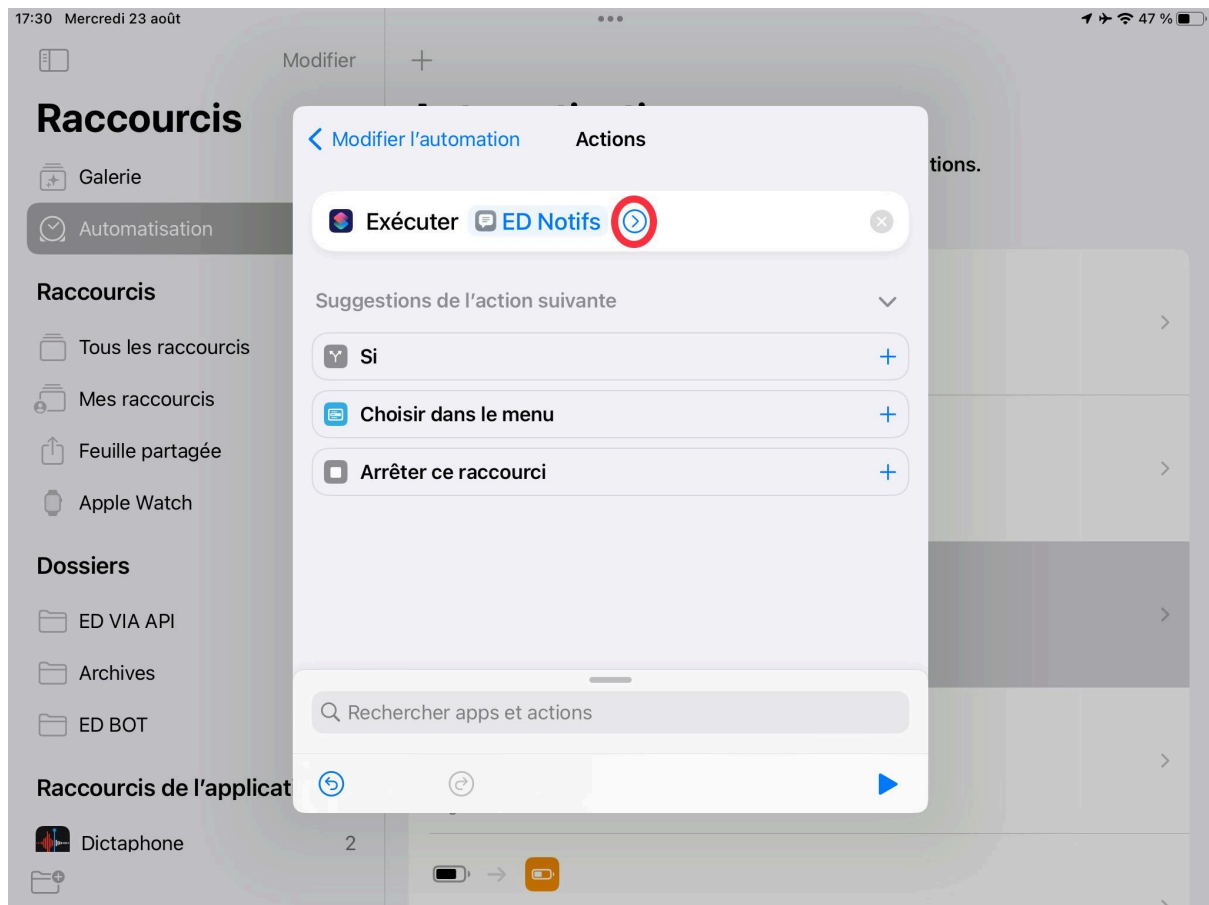 17:30 Mercredi 23 août
47 %
Modifier
Raccourcis
Galerie
Automatisation
Raccourcis
Tous les raccourcis
Mes raccourcis
Feuille partagée
Apple Watch
Dossiers
ED VIA API
Archives
ED BOT
Raccourcis de l'applicat
Dictaphone 2
tions.
Modifier l'automation
Actions
Exécuter ED Notifs
Suggestions de l'action suivante
Si
Choisir dans le menu
Arrêter ce raccourci
Rechercher apps et actions